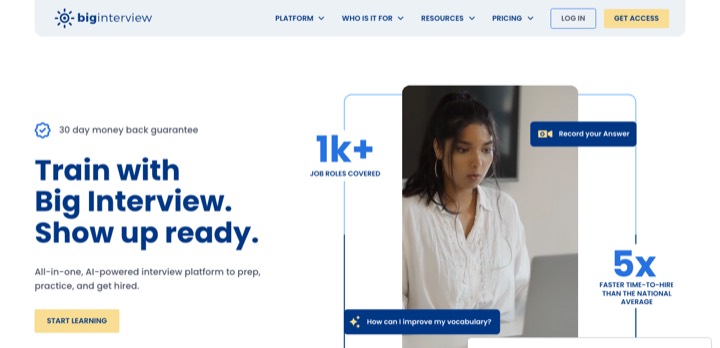 biginterview
PLATFORM
WHO IS IT FOR
RESOURCES
PRICING
LOG IN
GET ACCESS
30 day money back guarantee
Train with
Big Interview.
Show up ready.
All-in-one, AI-powered interview platform to prep,
practice, and get hired.
START LEARNING
1k+
JOB ROLES COVERED
Record your Answer
5x
FASTER TIME-TO-HIRE
THAN THE NATIONAL
AVERAGE
How can I improve my vocabulary?